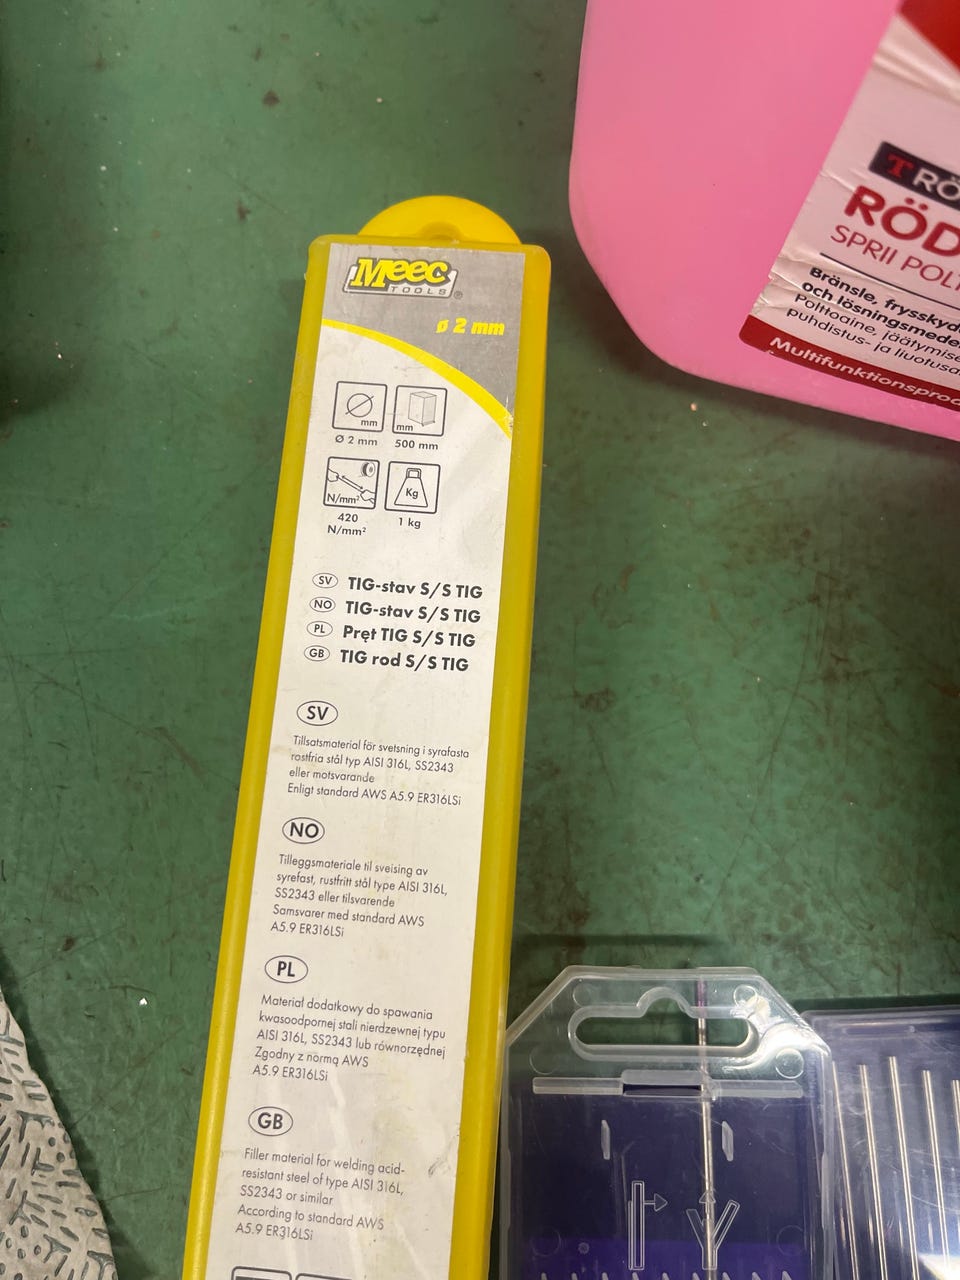 Meec
TOOLS®
ø 2 mm
mm
mm
Ø 2 mm
500 mm
N/mm²
Kg
420
N/mm²
1 kg
SV TIG-stav S/S TIG
NO TIG-stav S/S TIG
PL Pręt TIG S/S TIG
GB TIG rod S/S TIG
SV
Tillsatsmaterial för svetsning i syrafasta
rostfria stål typ AISI 316L, SS2343
eller motsvarande
Enligt standard AWS A5.9 ER316LSi
NO
Tilleggsmateriale til sveising av
syrefast, rustfritt stål type AISI 316L,
SS2343 eller tilsvarende
Samsvarer med standard AWS
A5.9 ER316LSi
PL
Materiał dodatkowy do spawania
kwasoodpornej stali nierdzewnej typu
AISI 316L, SS2343 lub równorzędnej
Zgodny z normą AWS
A5.9 ER316LSi
GB
Filler material for welding acid-
resistant steel of type AISI 316L,
SS2343 or similar
According to standard AWS
A5.9 ER316LSi
T RÖ
RÖD
SPRII POLT
Bränsle, frysskydd
och lösningsmedel
Polttoaine, jäätymise
puhdistus- ja liuotusa
Multifunktionsprod